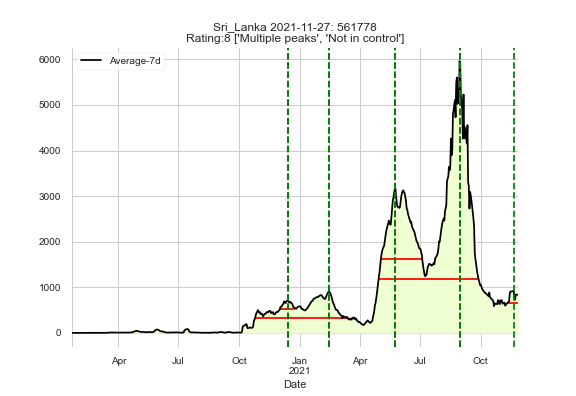 Sri_Lanka 2021-11-27: 561778
Rating:8 ['Multiple peaks', 'Not in control']
Average-7d
6000
5000
4000
3000
2000
1000
0
Apr Jul Oct Jan Apr Jul Oct
2021
Date